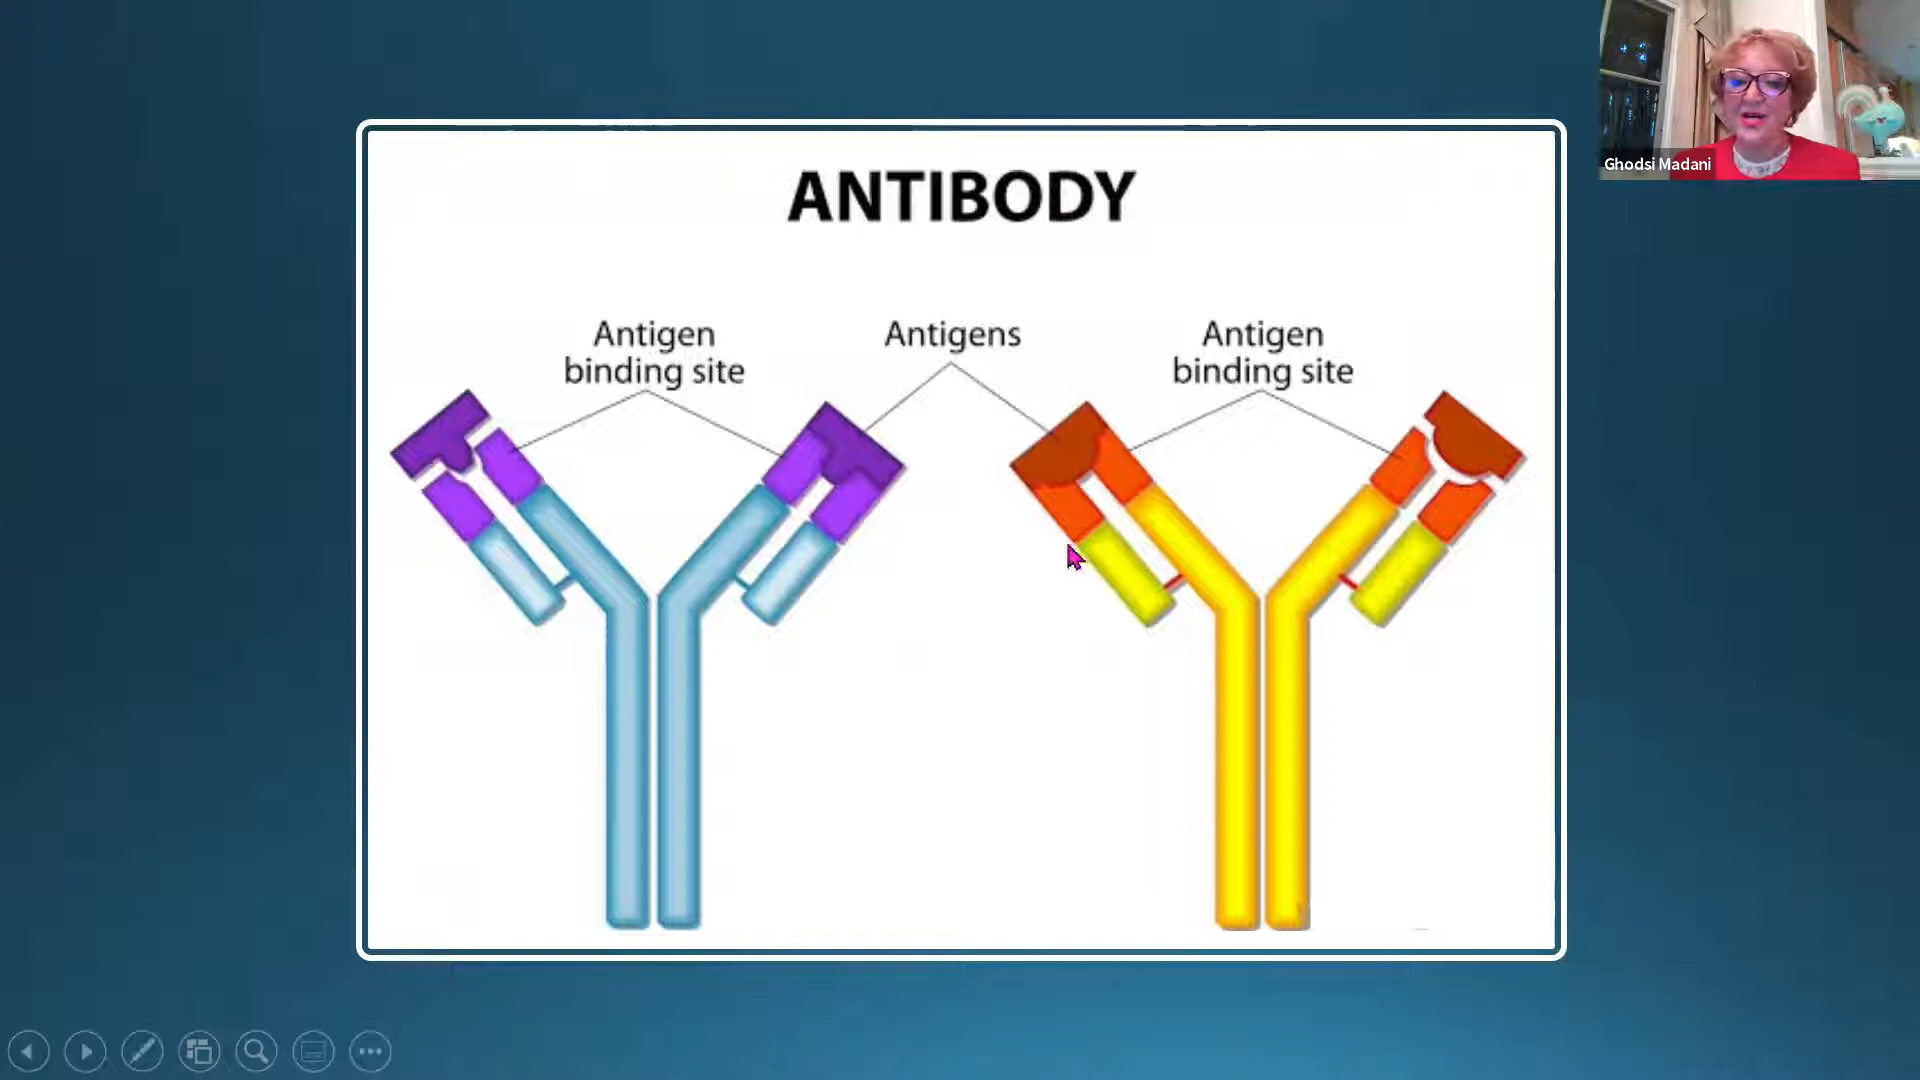 ANTIBODY
Antigen
binding site
Antigens
Antigen
binding site
Ghodsi Madani